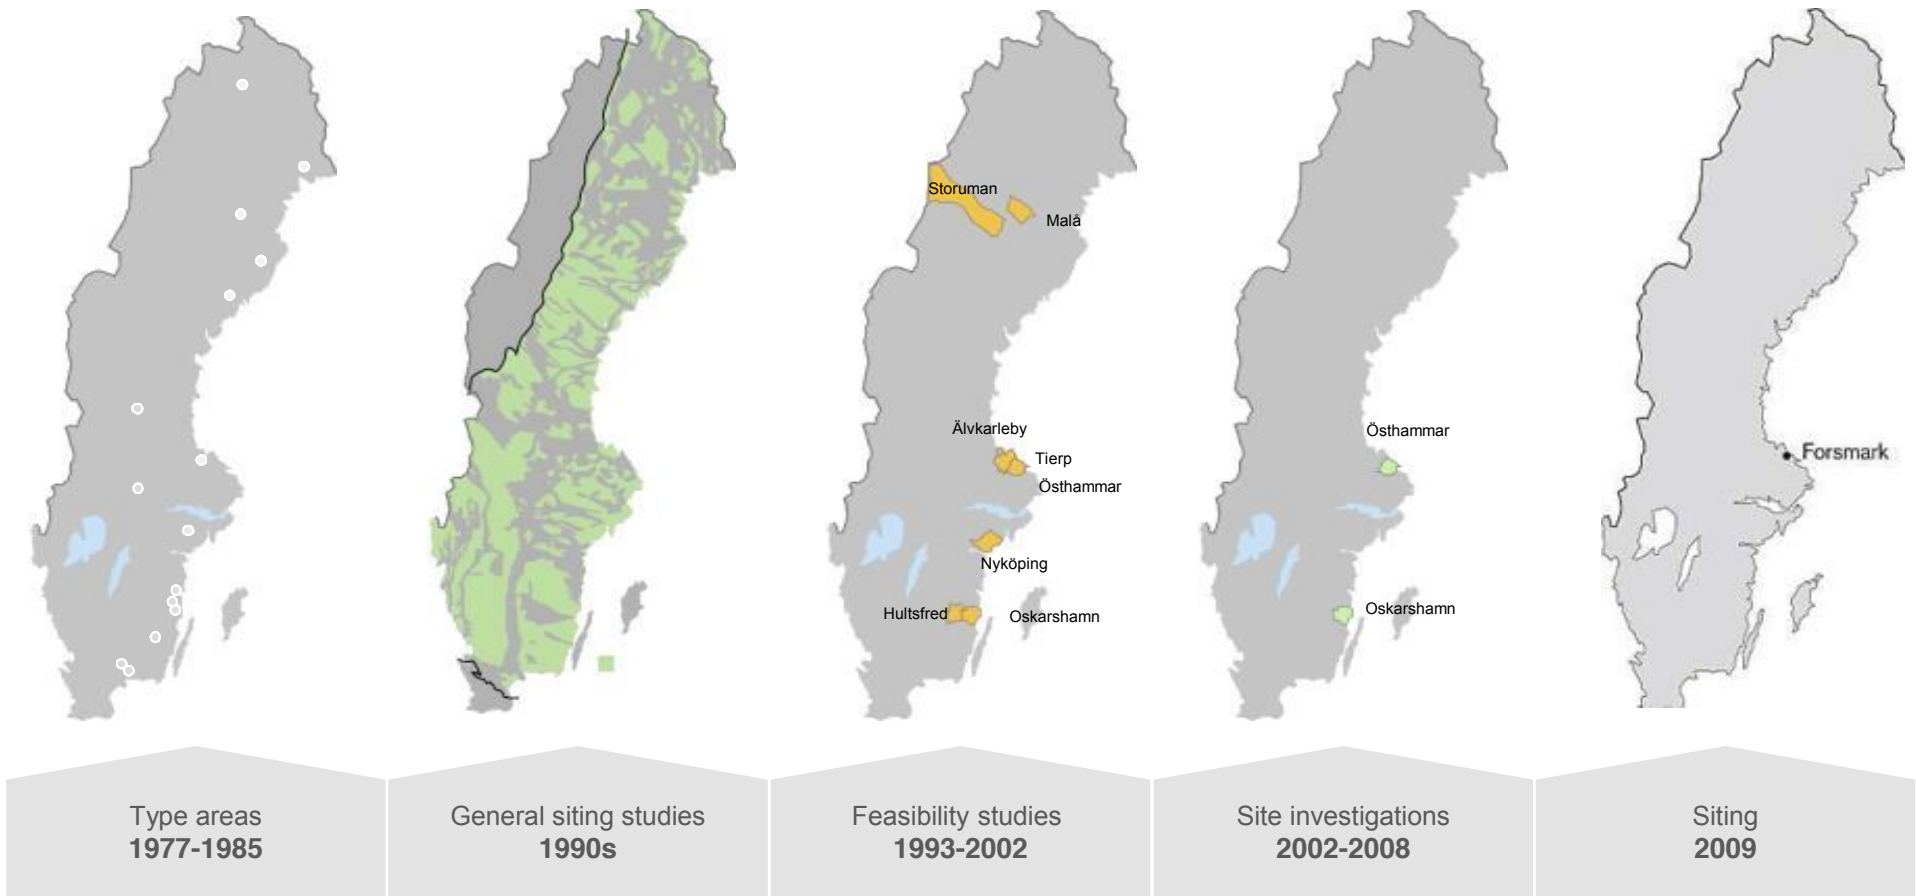 Storuman
Malå
Älvkarleby
Tierp
Östhammar
Nyköping
Hultsfred
Oskarshamn
Östhammar
Oskarshamn
Forsmark
Type areas
1977-1985
General siting studies
1990s
Feasibility studies
1993-2002
Site investigations
2002-2008
Siting
2009